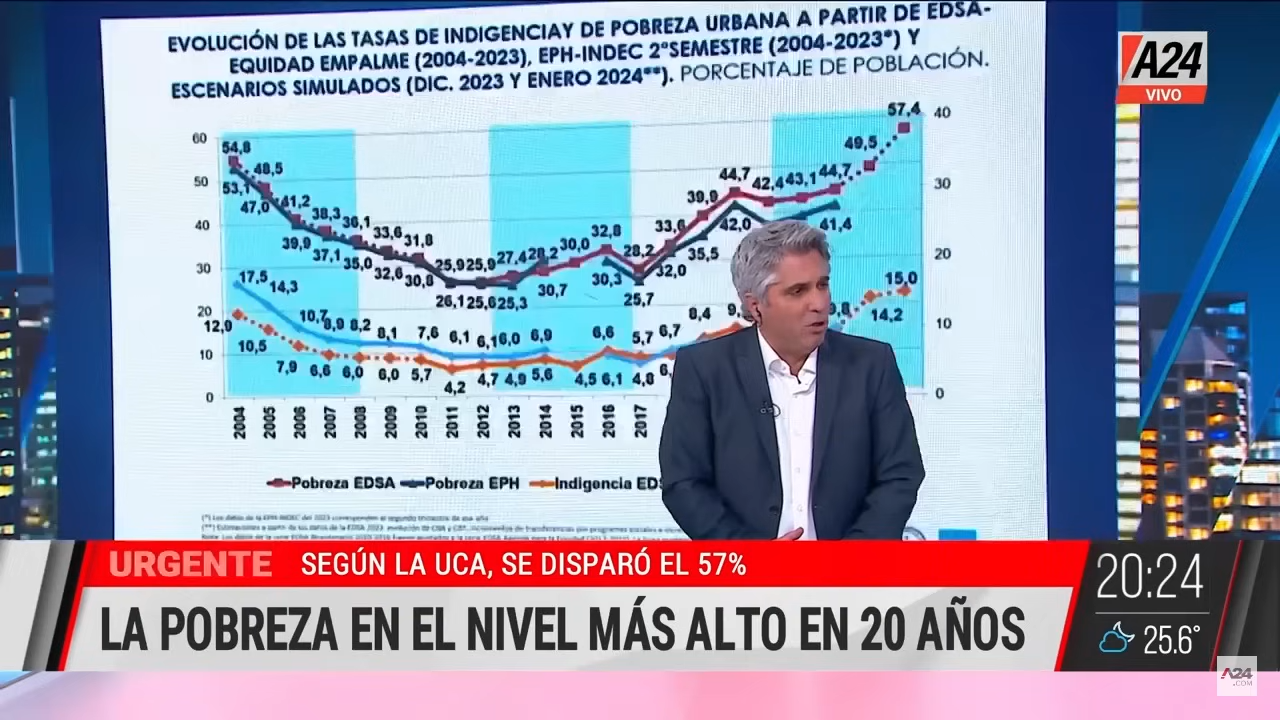 EVOLUCIÓN DE LAS TASAS DE INDIGENCIAY DE POBREZA URBANA A PARTIR DE EDSA-
EQUIDAD EMPALME (2004-2023), EPH-INDEC 2°SEMESTRE (2004-2023*) Y
ESCENARIOS SIMULADOS (DIC. 2023 Y ENERO 2024**). PORCENTAJE DE POBLACIÓN.
A24
VIVO
60
50
40
30
20
10
0
40
30
20
10
0
54,8 48,5 41,2 38,3 36,1 33,6 31,8 25,9 25,9 27,4 28,2 30,0 32,8 28,2 33,6 39,9 44,7 42,4 43,1 44,7 49,5 57,4
53,1 47,0 39,9 37,1 35,0 32,6 30,8 26,1 25,6 25,3 30,7 30,3 25,7 32,0 35,5 42,0 41,4
17,5 14,3 10,7 8,9 8,2 8,1 7,6 6,1 6,1 6,0 6,9 6,6 5,7 6,7 8,4 15,0
12,0 10,5 7,9 6,6 6,0 6,0 5,7 4,2 4,7 4,9 5,6 4,5 6,1 4,8 14,2
2004 2005 2006 2007 2008 2009 2010 2011 2012 2013 2014 2015 2016 2017
Pobreza EDSA Pobreza EPH Indigencia EDS
URGENTE SEGÚN LA UCA, SE DISPARÓ EL 57%
LA POBREZA EN EL NIVEL MÁS ALTO EN 20 AÑOS
20:24
25.6°
A24
.COM